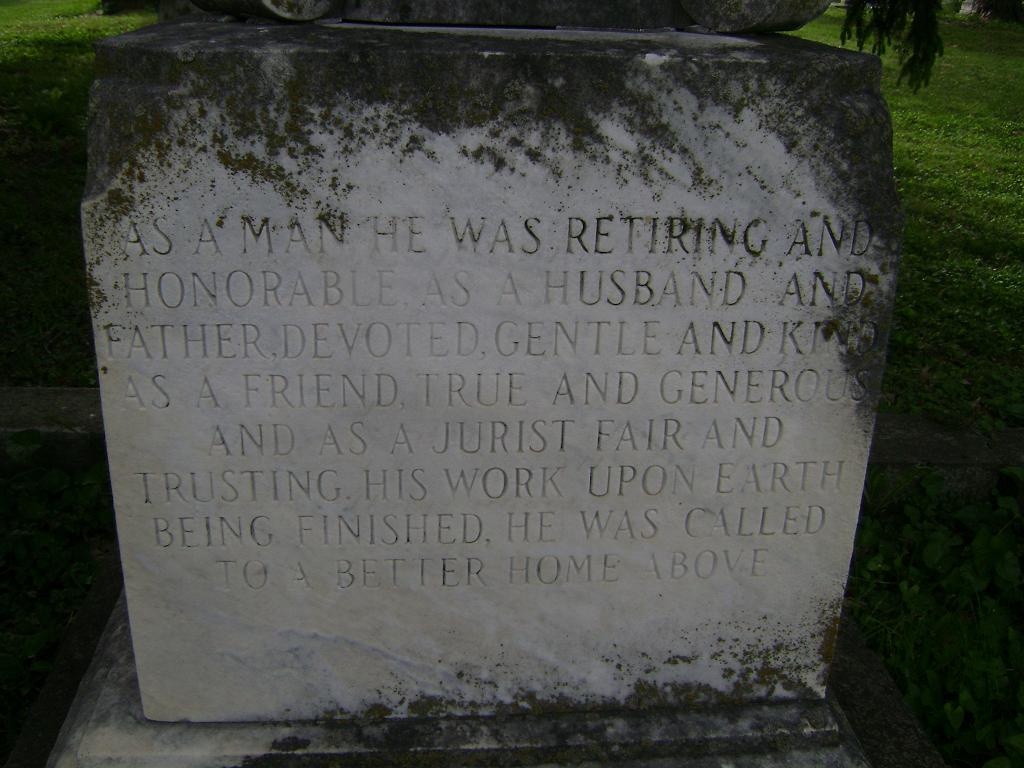 AS A MAN HE WAS RETIRING AND
HONORABLE, AS A HUSBAND AND
FATHER, DEVOTED, GENTLE AND KIND
AS A FRIEND, TRUE AND GENEROUS
AND AS A JURIST FAIR AND
TRUSTING. HIS WORK UPON EARTH
BEING FINISHED, HE WAS CALLED
TO A BETTER HOME ABOVE